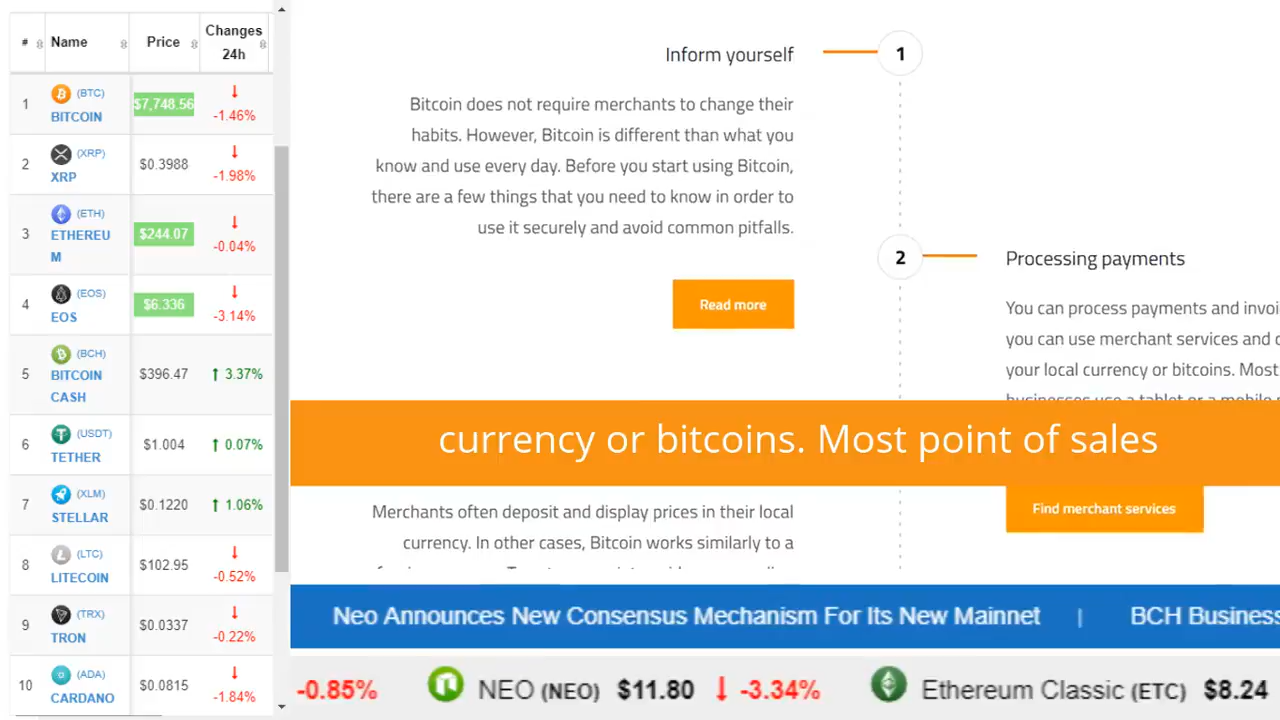 # Name Price Changes 24h
1 (BTC) BITCOIN $7,748.56 ↓ -1.46%
2 (XRP) XRP $0.3988 ↓ -1.98%
3 (ETH) ETHEREUM $244.07 ↓ -0.04%
4 (EOS) EOS $6.336 ↓ -3.14%
5 (BCH) BITCOIN CASH $396.47 ↑ 3.37%
6 (USDT) TETHER $1.004 ↑ 0.07%
7 (XLM) STELLAR $0.1220 ↑ 1.06%
8 (LTC) LITECOIN $102.95 ↓ -0.52%
9 (TRX) TRON $0.0337 ↓ -0.22%
10 (ADA) CARDANO $0.0815 ↓ -1.84%
Inform yourself
1
Bitcoin does not require merchants to change their
habits. However, Bitcoin is different than what you
know and use every day. Before you start using Bitcoin,
there are a few things that you need to know in order to
use it securely and avoid common pitfalls.
Read more
2
Processing payments
You can process payments and invoi
you can use merchant services and
your local currency or bitcoins. Most
businesses use a tablet or a mobile
currency or bitcoins. Most point of sales
Find merchant services
Merchants often deposit and display prices in their local
currency. In other cases, Bitcoin works similarly to a
Neo Announces New Consensus Mechanism For Its New Mainnet | BCH Business
-0.85% NEO (NEO) $11.80 ↓ -3.34% Ethereum Classic (ETC) $8.24